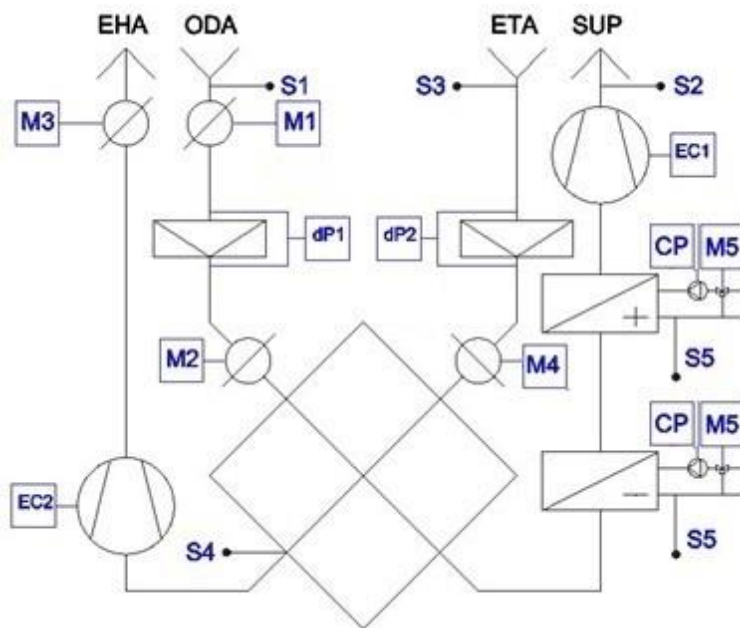 EHA ODA ETA SUP
S1 S3 S2
M3 M1
EC1
dP1 dP2
CP M5
M2 M4
S5
CP M5
EC2
S4 S5